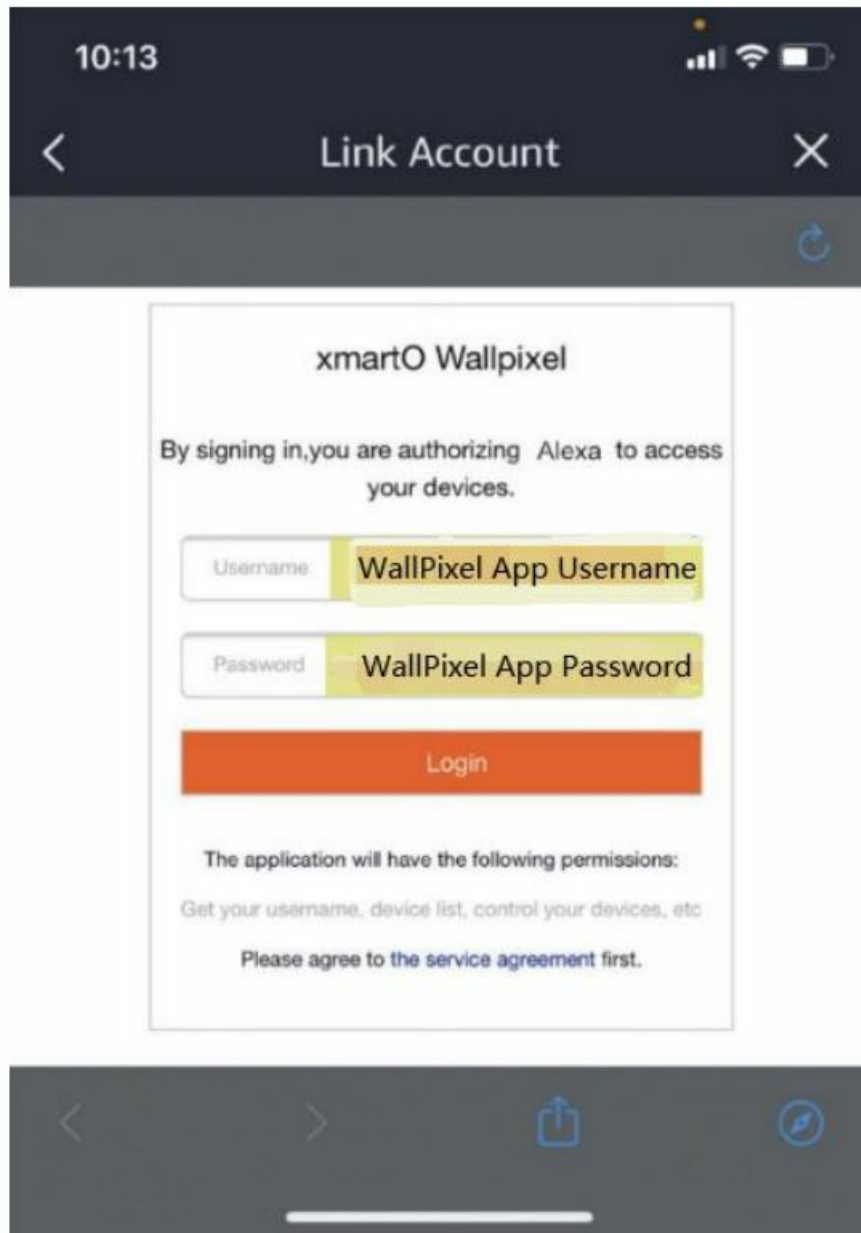 10:13
Link Account
xmartO Wallpixel
By signing in,you are authorizing Alexa to access
your devices.
Username WallPixel App Username
Password WallPixel App Password
Login
The application will have the following permissions:
Get your username, device list, control your devices, etc
Please agree to the service agreement first.